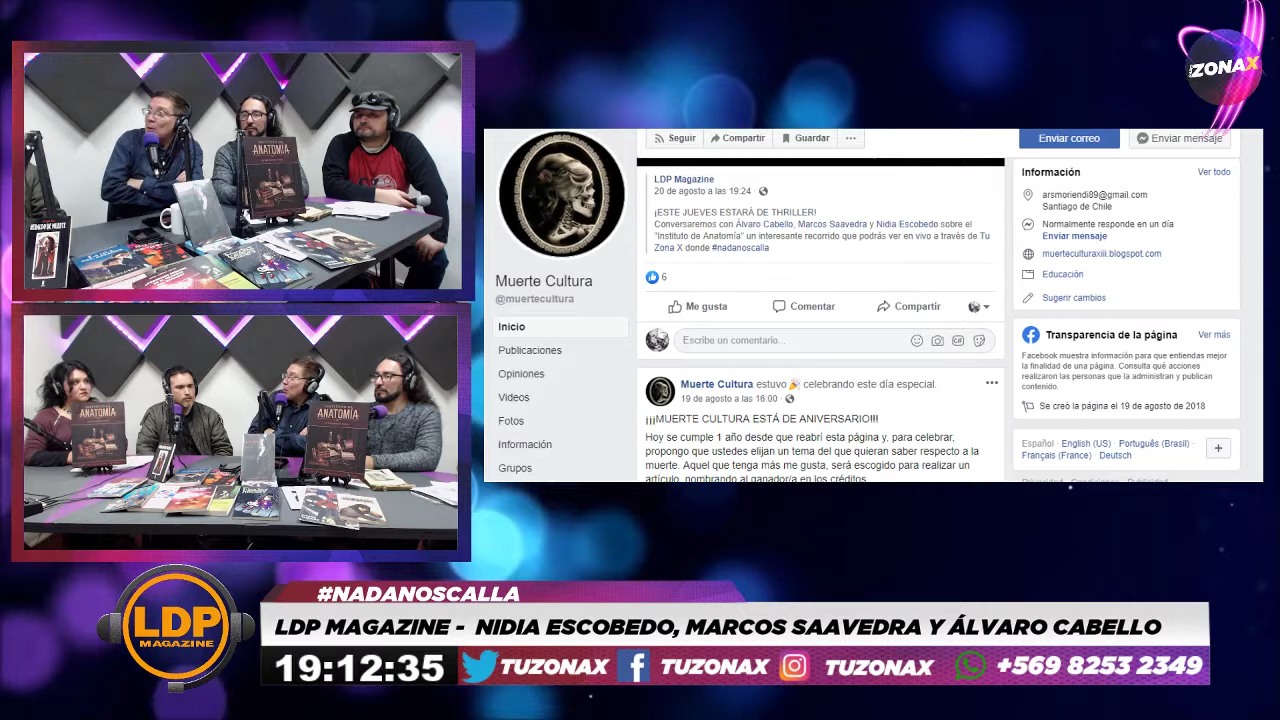 ZONAX
ANATOMÍA
HERALDO DE MUERTE
ANATOMÍA
ANATOMÍA
Seguir
Compartir
Guardar
...
Enviar correo
Enviar mensaje
LDP Magazine
20 de agosto a las 19:24 ·
¡ESTE JUEVES ESTARÁ DE THRILLER!
Conversaremos con Álvaro Cabello, Marcos Saavedra y Nidia Escobedo sobre el
"Instituto de Anatomía" un interesante recorrido que podrás ver en vivo a través de Tu
Zona X donde #nadanoscalla
6
Me gusta
Comentar
Compartir
Escribe un comentario...
GIF
Muerte Cultura
@muertecultura
Inicio
Publicaciones
Opiniones
Videos
Fotos
Información
Grupos
Muerte Cultura estuvo 🎉 celebrando este día especial.
19 de agosto a las 16:00 ·
¡¡¡MUERTE CULTURA ESTÁ DE ANIVERSARIO!!!
Hoy se cumple 1 año desde que reabrí esta página y, para celebrar,
propongo que ustedes elijan un tema del que quieran saber respecto a la
muerte. Aquel que tenga más me gusta, será escogido para realizar un
artículo, nombrando al ganador/a en los créditos
Información
Ver todo
arsmoriendi89@gmail.com
Santiago de Chile
Normalmente responde en un día
Enviar mensaje
muerteculturaxiii.blogspot.com
Educación
Sugerir cambios
Transparencia de la página
Ver más
Facebook muestra información para que entiendas mejor
la finalidad de una página. Consulta qué acciones
realizaron las personas que la administran y publican
contenido.
Se creó la página el 19 de agosto de 2018
Español · English (US) · Português (Brasil) ·
Français (France) · Deutsch
+
LDP
MAGAZINE
#NADANOSCALLA
LDP MAGAZINE - NIDIA ESCOBEDO, MARCOS SAAVEDRA Y ÁLVARO CABELLO
19:12:35
TUZONAX
TUZONAX
TUZONAX
+569 8253 2349